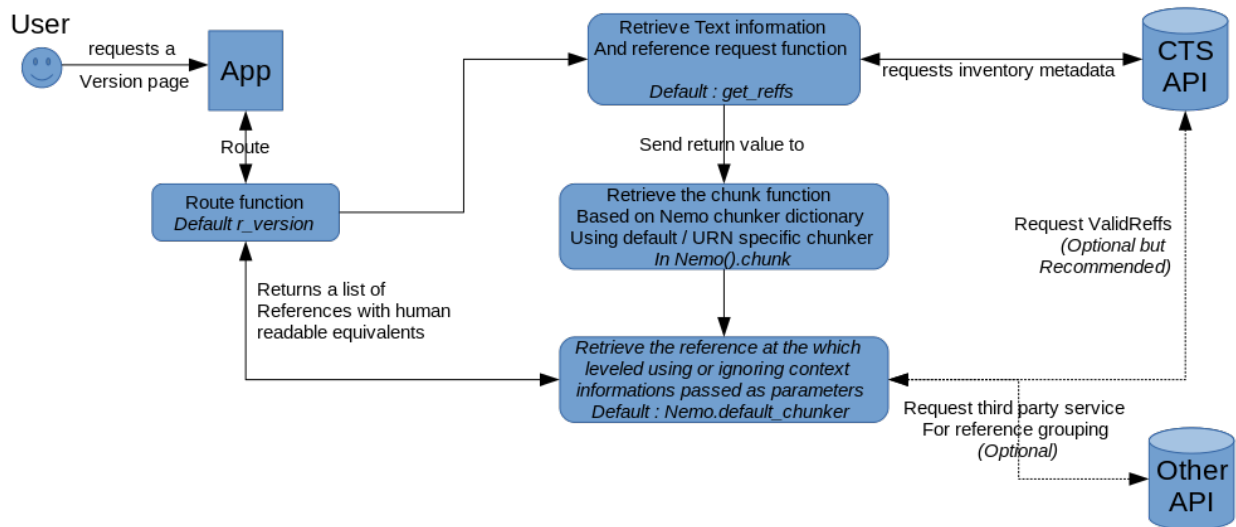 User
requests a
Version page
App
Route
Route function
Default r_version
Retrieve Text information
And reference request function
Default : get_reffs
requests inventory metadata
CTS
API
Send return value to
Retrieve the chunk function
Based on Nemo chunker dictionary
Using default / URN specific chunker
In Nemo().chunk
Request ValidReffs
(Optional but
Recommended)
Returns a list of
References with human
readable equivalents
Retrieve the reference at the which
leveled using or ignoring context
informations passed as parameters
Default : Nemo.default_chunker
Request third party service
For reference grouping
(Optional)
Other
API